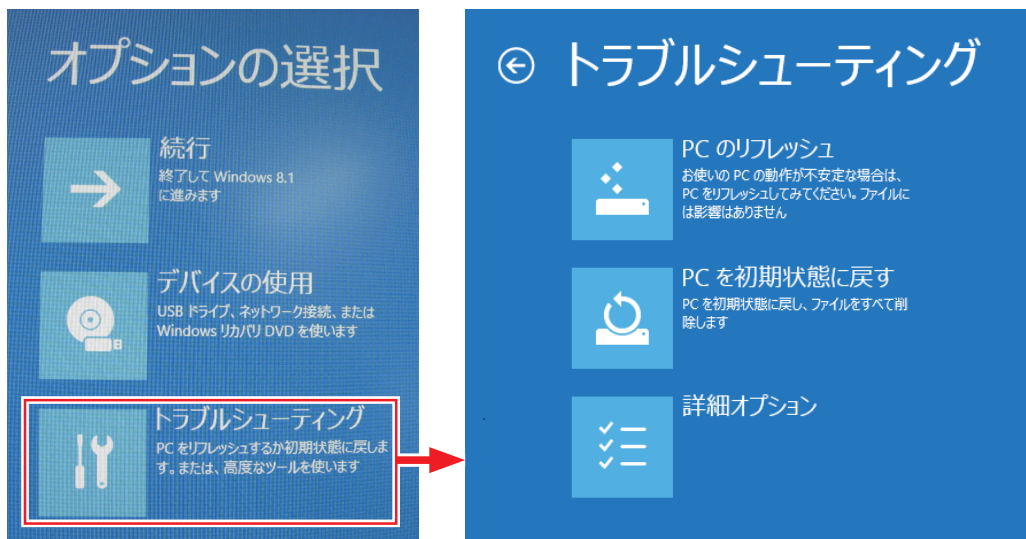 オプションの選択
続行
終了して Windows 8.1
に進みます
デバイスの使用
USB ドライブ、ネットワーク接続、または
Windows リカバリ DVD を使います
トラブルシューティング
PC をリフレッシュするか初期状態に戻しま
す。または、高度なツールを使います
トラブルシューティング
PC のリフレッシュ
お使いの PC の動作が不安定な場合は、
PC をリフレッシュしてみてください。ファイルに
は影響はありません
PC を初期状態に戻す
PC を初期状態に戻し、ファイルをすべて削
除します
詳細オプション